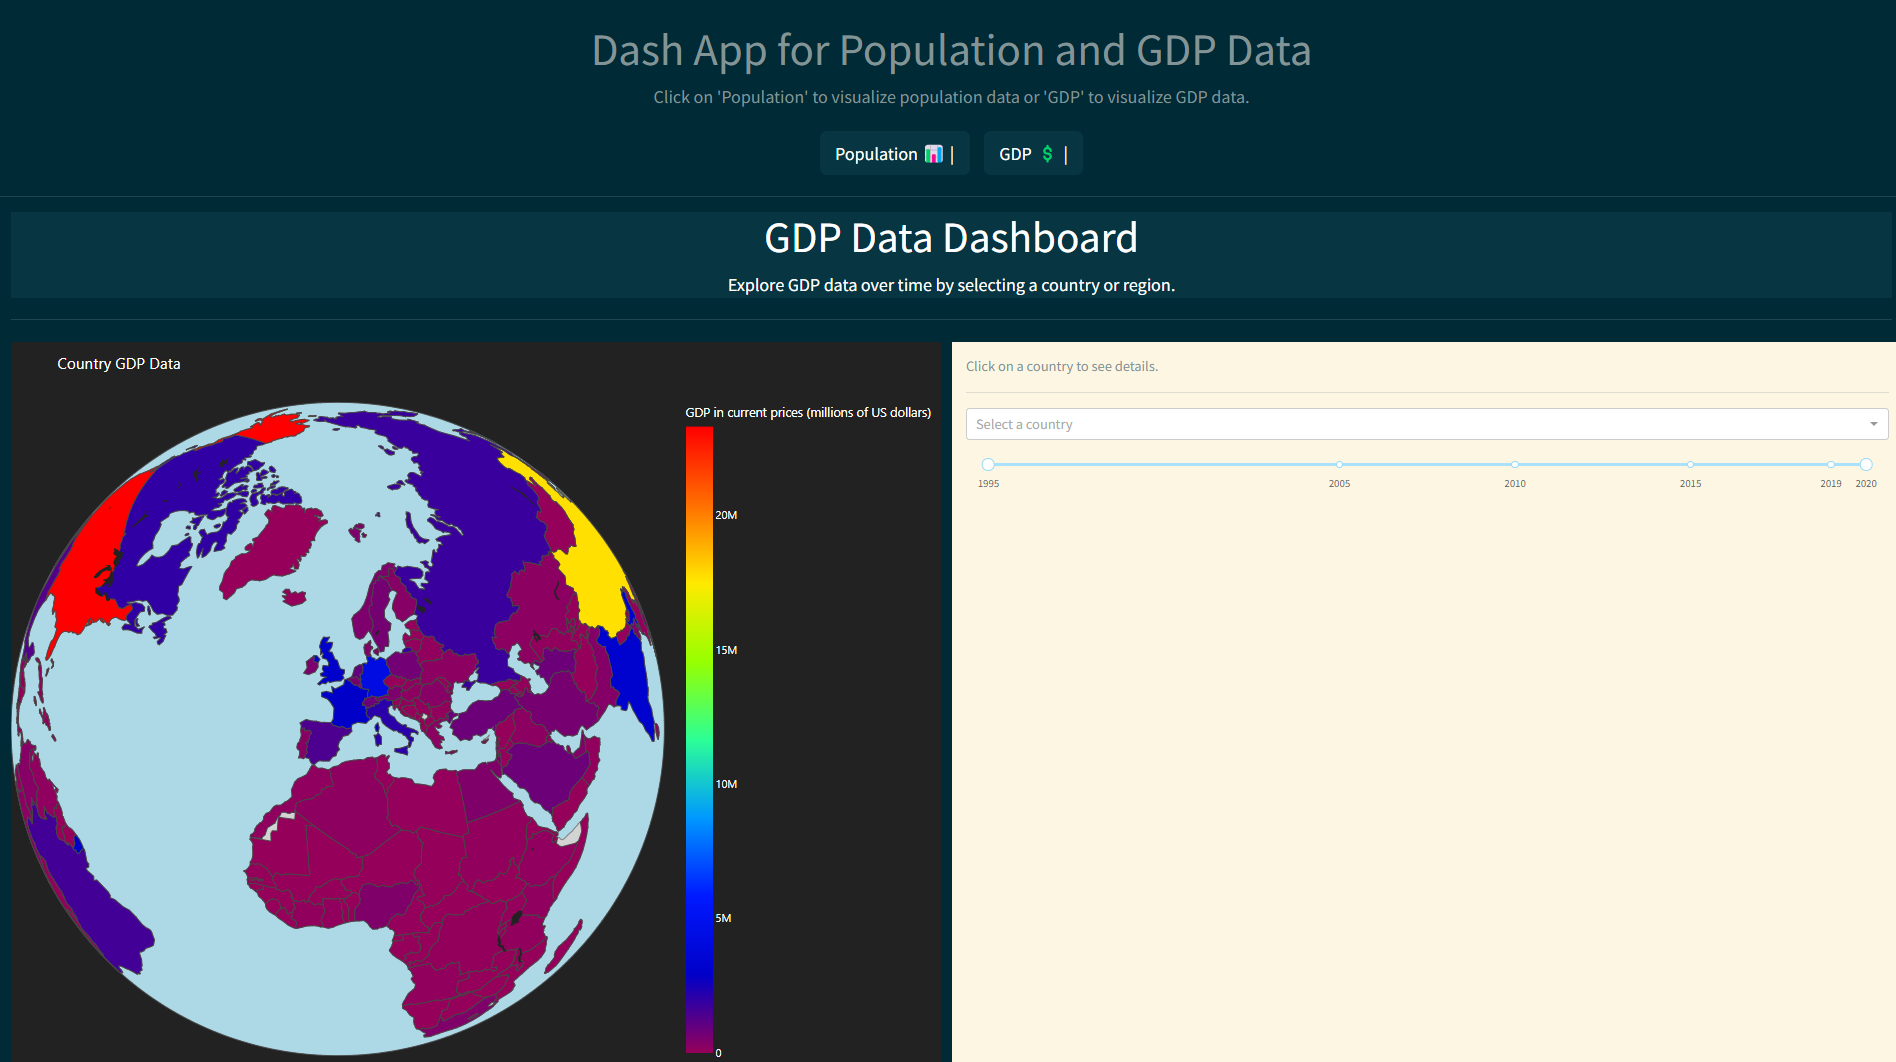 Dash App for Population and GDP Data
Click on 'Population' to visualize population data or 'GDP' to visualize GDP data.
Population 📊 |
GDP 💲 |
GDP Data Dashboard
Explore GDP data over time by selecting a country or region.
Country GDP Data
GDP in current prices (millions of US dollars)
20M
15M
10M
5M
0
Click on a country to see details.
Select a country
1995 2005 2010 2015 2019 2020